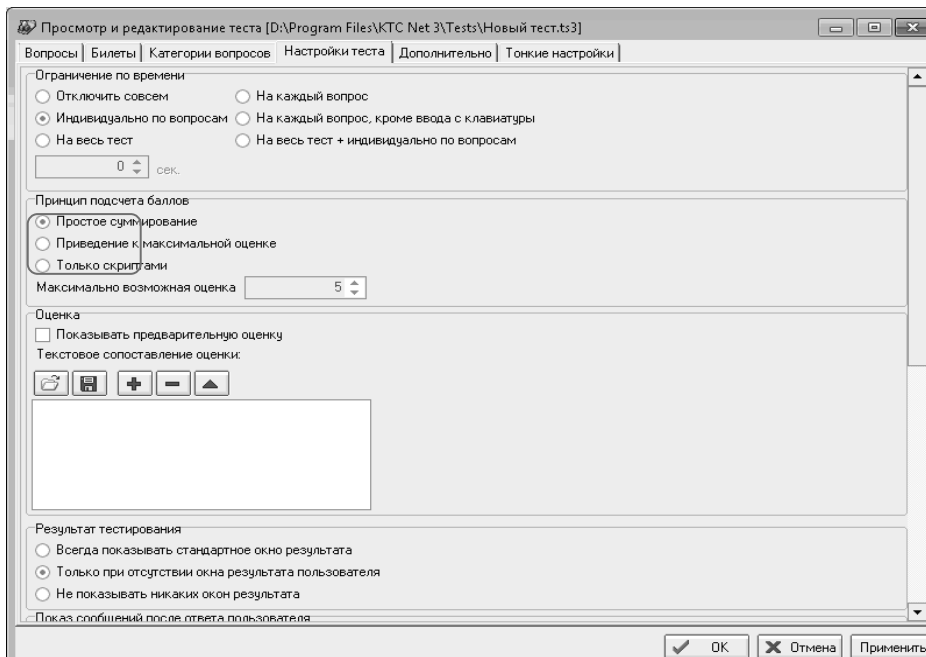 Просмотр и редактирование теста [D:\Program Files\KTC Net 3\Tests\Новый тест.ts3]
Вопросы Билеты Категории вопросов Настройки теста Дополнительно Тонкие настройки
Ограничение по времени
Отключить совсем На каждый вопрос
Индивидуально по вопросам На каждый вопрос, кроме ввода с клавиатуры
На весь тест На весь тест + индивидуально по вопросам
0 сек.
Принцип подсчета баллов
Простое суммирование
Приведение к максимальной оценке
Только скриптами
Максимально возможная оценка 5
Оценка
Показывать предварительную оценку
Текстовое сопоставление оценки:
Результат тестирования
Всегда показывать стандартное окно результата
Только при отсутствии окна результата пользователя
Не показывать никаких окон результата
Показ сообщений после ответа пользователя
OK Отмена Применить